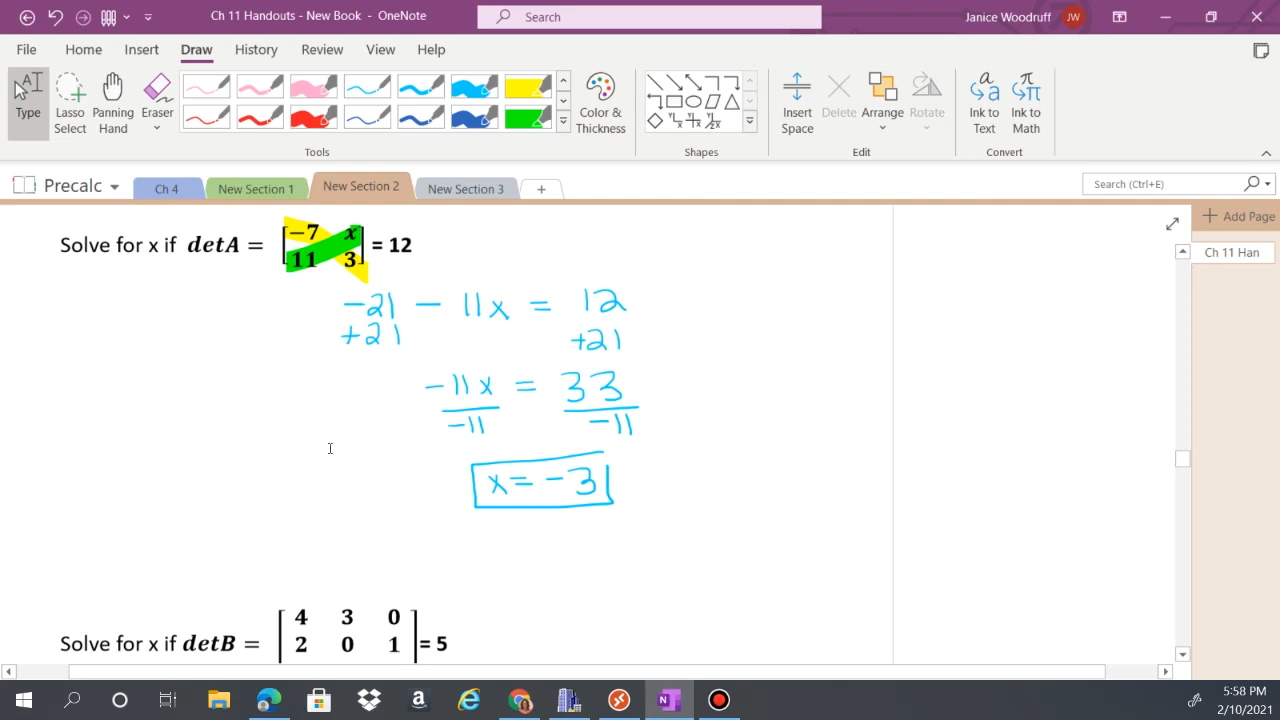 Ch 11 Handouts - New Book - OneNote
Search
Janice Woodruff JW
File Home Insert Draw History Review View Help
Type
Lasso Select
Panning Hand
Eraser
Color & Thickness
Insert Space
Delete
Arrange
Rotate
Ink to Text
Ink to Math
Tools Shapes Edit Convert
Precalc
Ch 4
New Section 1
New Section 2
New Section 3
+
Search (Ctrl+E)
+ Add Page
Ch 11 Han
Solve for x if detA = [−7 x
11 3] = 12
-21 - 11x = 12
+21 +21
-11x = 33
-11 -11
x = -3
Solve for x if detB = [4 3 0
2 0 1] = 5
5:58 PM
2/10/2021